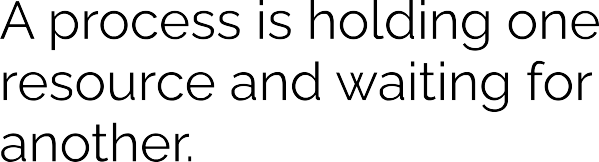 A process is holding one
resource and waiting for
another.